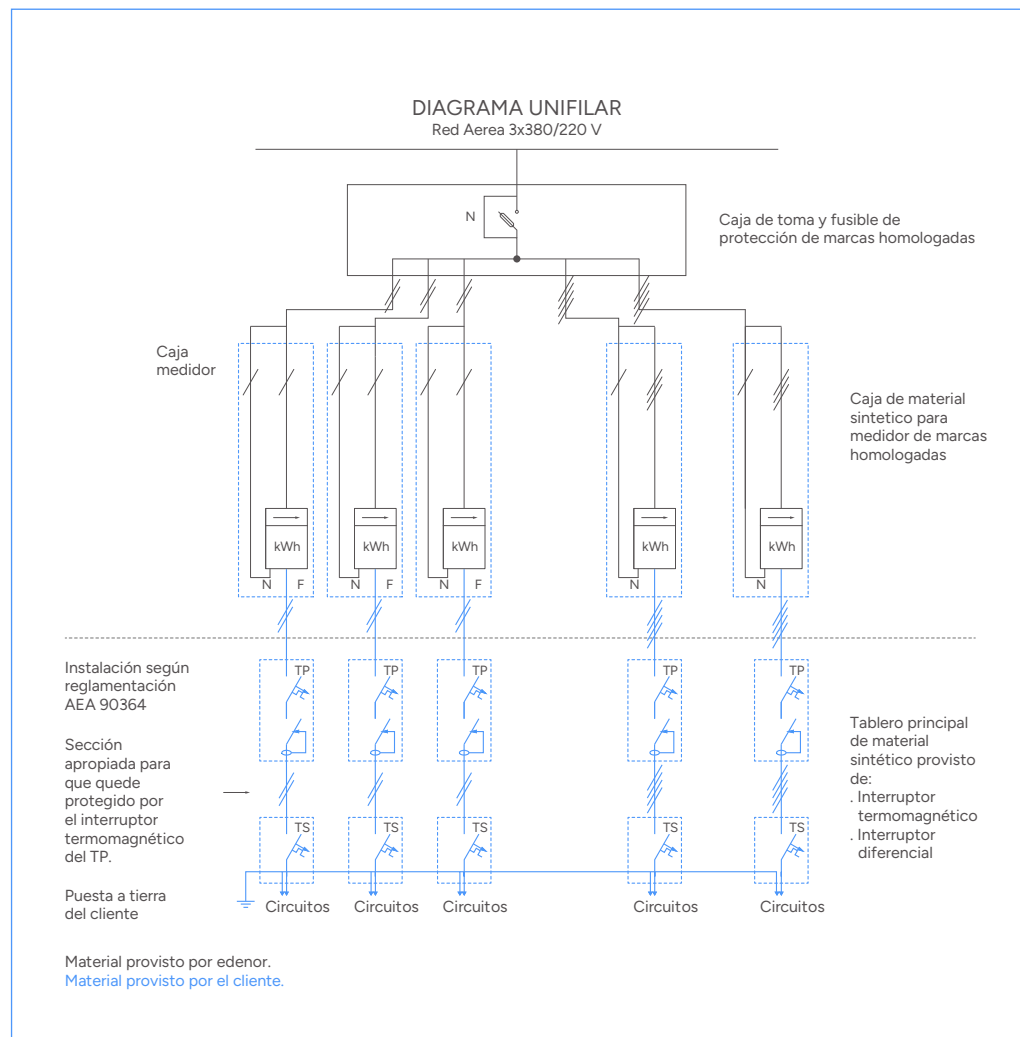 DIAGRAMA UNIFILAR
Red Aerea 3x380/220 V
N
Caja de toma y fusible de
protección de marcas homologadas
Caja
medidor
Caja de material
sintetico para
medidor de marcas
homologadas
kWh
kWh
kWh
kWh
kWh
N F
N F
N F
N
N
Instalación según
reglamentación
AEA 90364
TP
TP
TP
TP
TP
Sección
apropiada para
que quede
protegido por
el interruptor
termomagnético
del TP.
Tablero principal
de material
sintético provisto
de:
. Interruptor
termomagnético
. Interruptor
diferencial
TS
TS
TS
TS
TS
Puesta a tierra
del cliente
Circuitos
Circuitos
Circuitos
Circuitos
Circuitos
Material provisto por edenor.
Material provisto por el cliente.